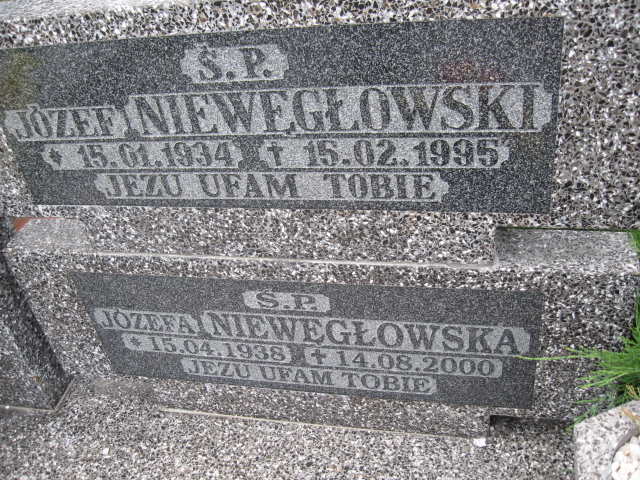 Ś.P.
JÓZEF NIEWĘGŁOWSKI
* 15.01.1934 † 15.02.1995
JEZU UFAM TOBIE
Ś.P.
JÓZEFA NIEWĘGŁOWSKA
* 15.04.1938 † 14.08.2000
JEZU UFAM TOBIE